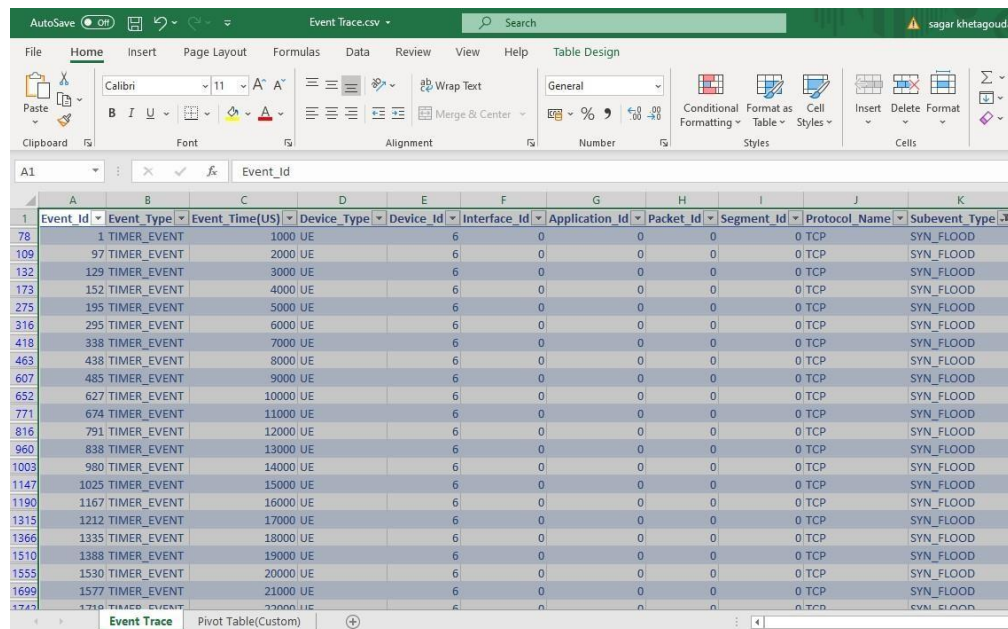 AutoSave Off Event Trace.csv Search sagar khetagoud
File Home Insert Page Layout Formulas Data Review View Help Table Design
Calibri 11 A^ A˅ Wrap Text General
Paste B I U A Merge & Center % 9 Conditional Formatting Format as Table Cell Styles Insert Delete Format
Clipboard Font Alignment Number Styles Cells
A1 fx Event_Id
A B C D E F G H I J K
1 Event_Id Event_Type Event_Time(US) Device_Type Device_Id Interface_Id Application_Id Packet_Id Segment_Id Protocol_Name Subevent_Type
78 1 TIMER_EVENT 1000 UE 6 0 0 0 0 TCP SYN_FLOOD
109 97 TIMER_EVENT 2000 UE 6 0 0 0 0 TCP SYN_FLOOD
132 129 TIMER_EVENT 3000 UE 6 0 0 0 0 TCP SYN_FLOOD
173 152 TIMER_EVENT 4000 UE 6 0 0 0 0 TCP SYN_FLOOD
275 195 TIMER_EVENT 5000 UE 6 0 0 0 0 TCP SYN_FLOOD
316 295 TIMER_EVENT 6000 UE 6 0 0 0 0 TCP SYN_FLOOD
418 338 TIMER_EVENT 7000 UE 6 0 0 0 0 TCP SYN_FLOOD
463 438 TIMER_EVENT 8000 UE 6 0 0 0 0 TCP SYN_FLOOD
607 485 TIMER_EVENT 9000 UE 6 0 0 0 0 TCP SYN_FLOOD
652 627 TIMER_EVENT 10000 UE 6 0 0 0 0 TCP SYN_FLOOD
771 674 TIMER_EVENT 11000 UE 6 0 0 0 0 TCP SYN_FLOOD
816 791 TIMER_EVENT 12000 UE 6 0 0 0 0 TCP SYN_FLOOD
960 838 TIMER_EVENT 13000 UE 6 0 0 0 0 TCP SYN_FLOOD
1003 980 TIMER_EVENT 14000 UE 6 0 0 0 0 TCP SYN_FLOOD
1147 1025 TIMER_EVENT 15000 UE 6 0 0 0 0 TCP SYN_FLOOD
1190 1167 TIMER_EVENT 16000 UE 6 0 0 0 0 TCP SYN_FLOOD
1315 1212 TIMER_EVENT 17000 UE 6 0 0 0 0 TCP SYN_FLOOD
1366 1335 TIMER_EVENT 18000 UE 6 0 0 0 0 TCP SYN_FLOOD
1510 1388 TIMER_EVENT 19000 UE 6 0 0 0 0 TCP SYN_FLOOD
1555 1530 TIMER_EVENT 20000 UE 6 0 0 0 0 TCP SYN_FLOOD
1699 1577 TIMER_EVENT 21000 UE 6 0 0 0 0 TCP SYN_FLOOD
1742 1719 TIMER_EVENT 22000 UE 6 0 0 0 0 TCP SYN_FLOOD
Event Trace Pivot Table(Custom)